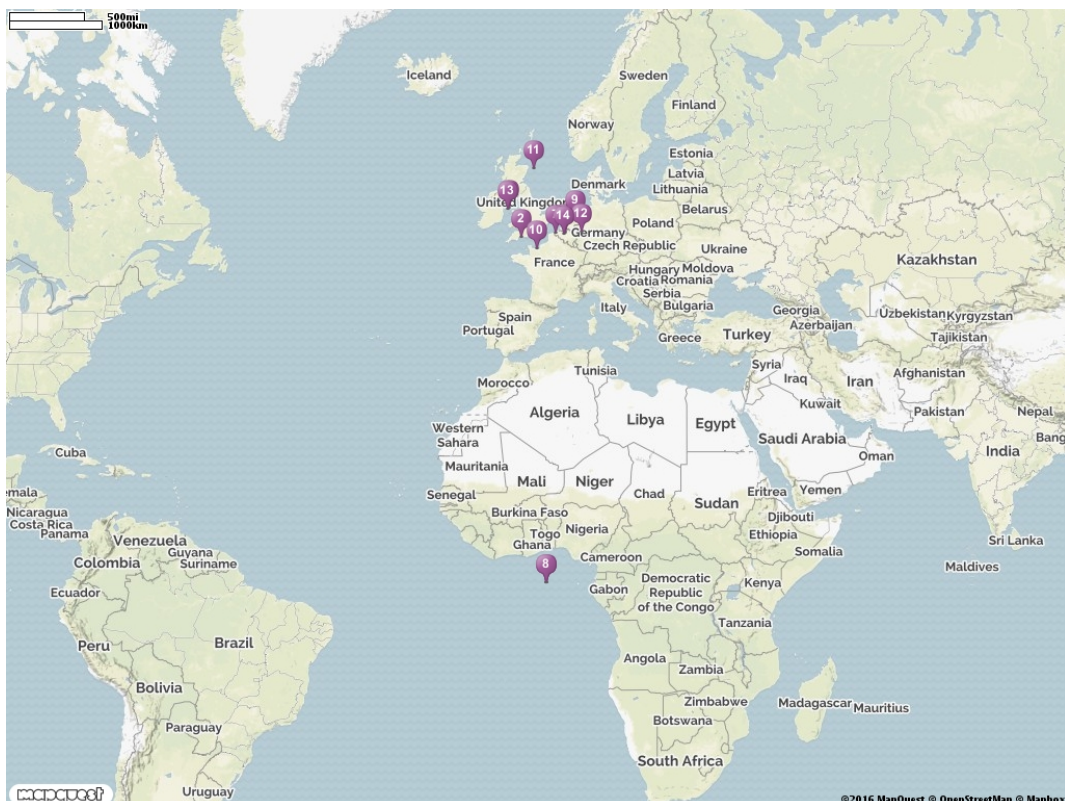 500mi
1000km
Iceland
Sweden
Finland
Norway
11
Estonia
Latvia
Denmark
Lithuania
13
9
United Kingdom
Belarus
2
14
12
Poland
10
Germany
Czech Republic
Ukraine
France
Kazakhstan
Hungary
Moldova
Croatia
Romania
Serbia
Italy
Bulgaria
Georgia
Uzbekistan
Kyrgyzstan
Spain
Azerbaijan
Portugal
Greece
Turkey
Tajikistan
Syria
Afghanistan
Tunisia
Iraq
Iran
Morocco
Kuwait
Pakistan
Nepal
Algeria
Libya
Egypt
Western
Sahara
Saudi Arabia
India
Bang
Cuba
Oman
Mauritania
Mali
Niger
Chad
Sudan
Eritrea
Yemen
emala
Senegal
Nicaragua
Burkina Faso
Djibouti
Costa Rica
Panama
Togo
Nigeria
Ethiopia
Venezuela
Ghana
Somalia
Sri Lanka
Guyana
Colombia
Suriname
Cameroon
Maldives
8
Ecuador
Gabon
Democratic
Republic
of the Congo
Kenya
Tanzania
Peru
Brazil
Angola
Zambia
Bolivia
Zimbabwe
Madagascar
Mauritius
Botswana
Paraguay
South Africa
Uruguay
mapquest
©2016 MapQuest © OpenStreetMap © Mapbox